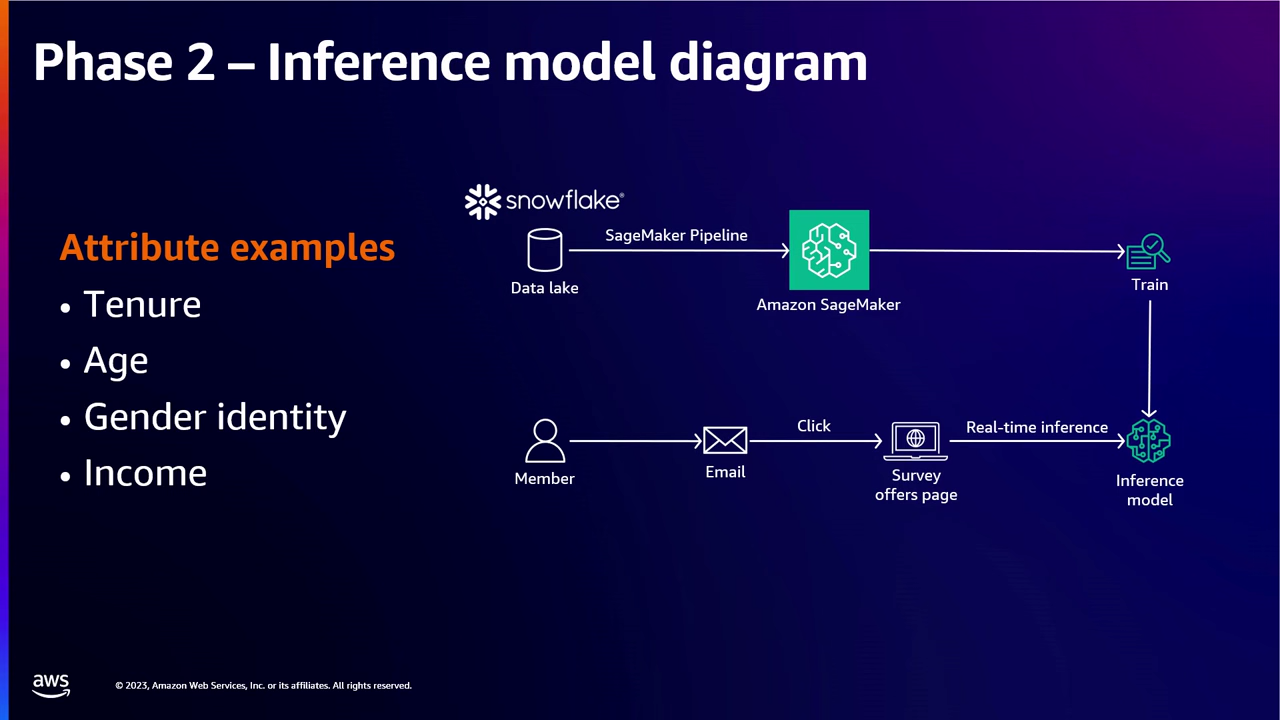 Phase 2 – Inference model diagram
Attribute examples
• Tenure
• Age
• Gender identity
• Income
snowflake®
SageMaker Pipeline
Data lake
Amazon SageMaker
Train
Click
Real-time inference
Member
Email
Survey
offers page
Inference
model
aws
© 2023, Amazon Web Services, Inc. or its affiliates. All rights reserved.